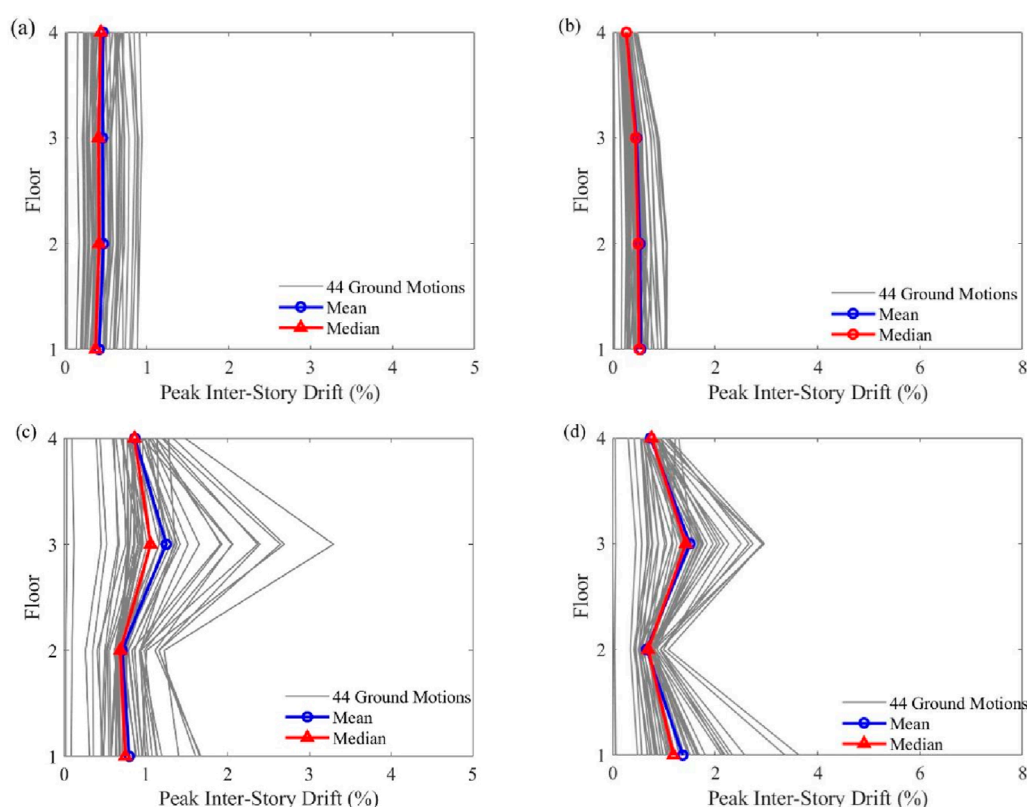 (a)
4
3
2
1
Floor
44 Ground Motions
Mean
Median
0 1 2 3 4 5
Peak Inter-Story Drift (%)
(b)
4
3
2
1
Floor
44 Ground Motions
Mean
Median
0 2 4 6 8
Peak Inter-Story Drift (%)
(c)
4
3
2
1
Floor
44 Ground Motions
Mean
Median
0 1 2 3 4 5
Peak Inter-Story Drift (%)
(d)
4
3
2
1
Floor
44 Ground Motions
Mean
Median
0 2 4 6 8
Peak Inter-Story Drift (%)